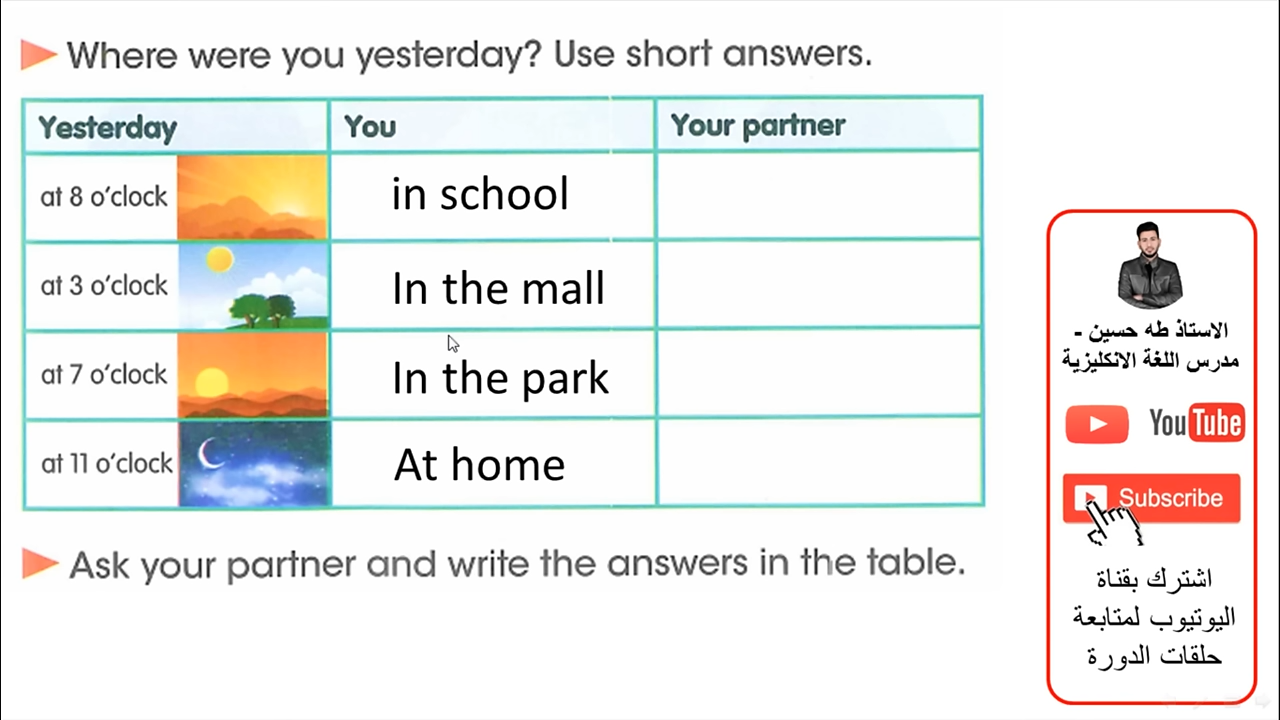 Where were you yesterday? Use short answers.
Yesterday You Your partner
at 8 o'clock in school
at 3 o'clock In the mall
at 7 o'clock In the park
at 11 o'clock At home
Ask your partner and write the answers in the table.
الاستاذ طه حسين -
مدرس اللغة الانكليزية
YouTube
Subscribe
اشترك بقناة
اليوتيوب لمتابعة
حلقات الدورة